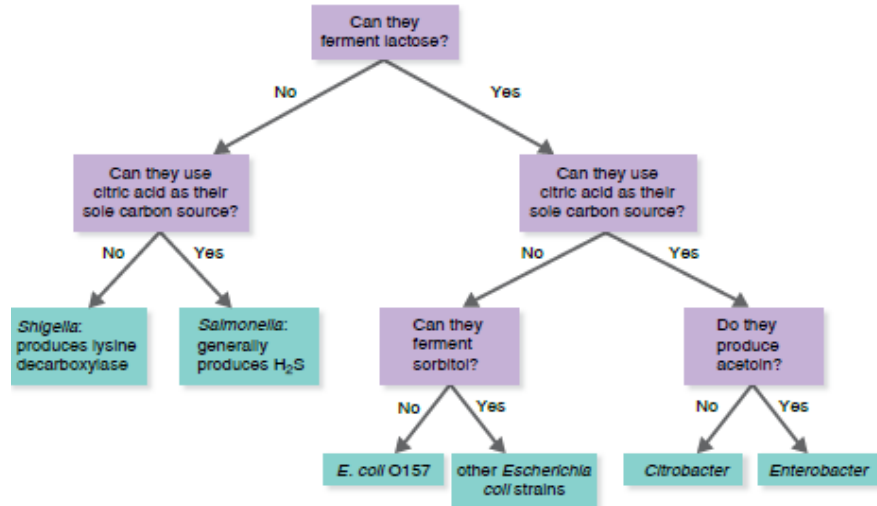 Can they
ferment lactose?
No
Yes
Can they use
citric acid as their
sole carbon source?
Can they use
citric acid as their
sole carbon source?
No
Yes
No
Yes
Shigella:
produces lysine
decarboxylase
Salmonella:
generally
produces H₂S
Can they
ferment
sorbitol?
Do they
produce
acetoin?
No
Yes
No
Yes
E. coli O157
other Escherichia
coli strains
Citrobacter
Enterobacter